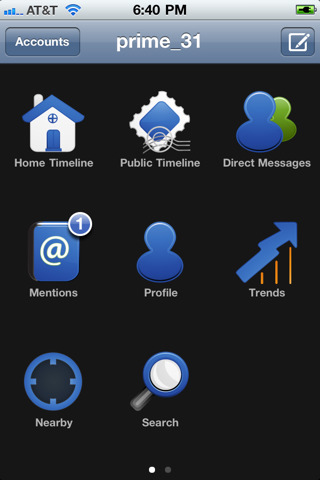 AT&T 6:40 PM
Accounts prime_31
Home Timeline Public Timeline Direct Messages
1
@
Mentions Profile Trends
Nearby Search